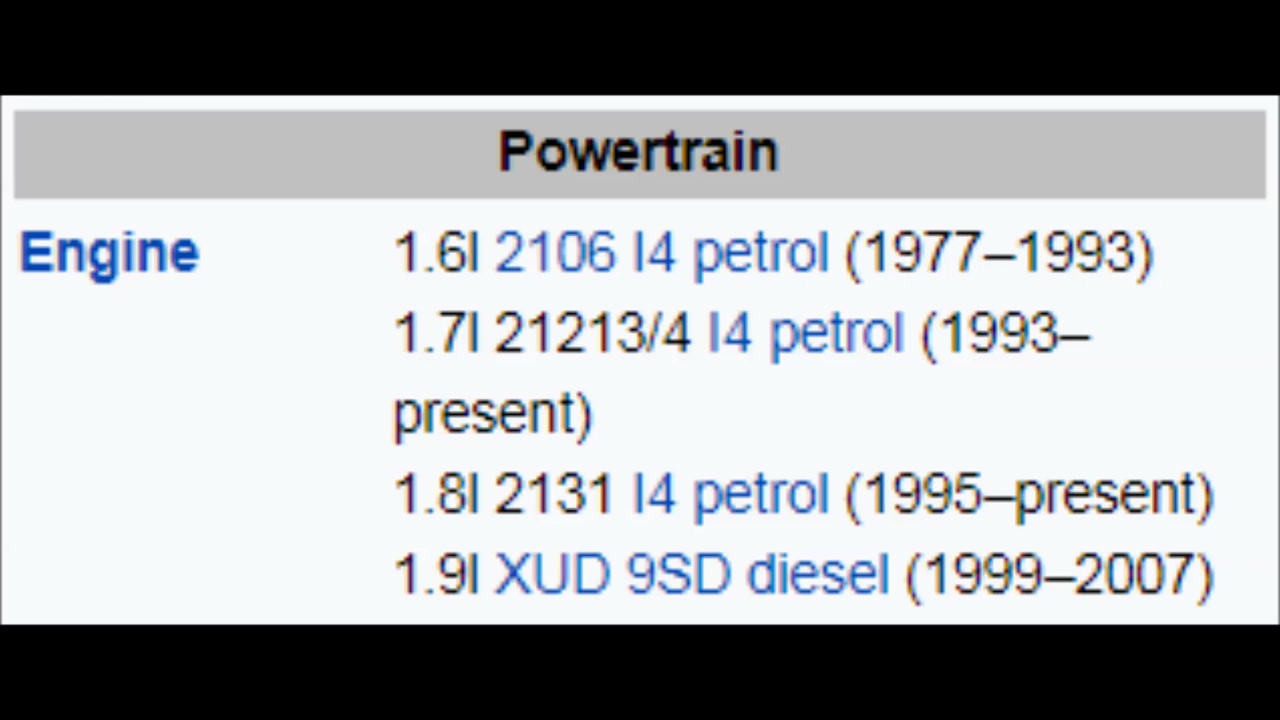 Powertrain
Engine 1.6l 2106 I4 petrol (1977–1993)
1.7l 21213/4 I4 petrol (1993–
present)
1.8l 2131 I4 petrol (1995–present)
1.9l XUD 9SD diesel (1999–2007)